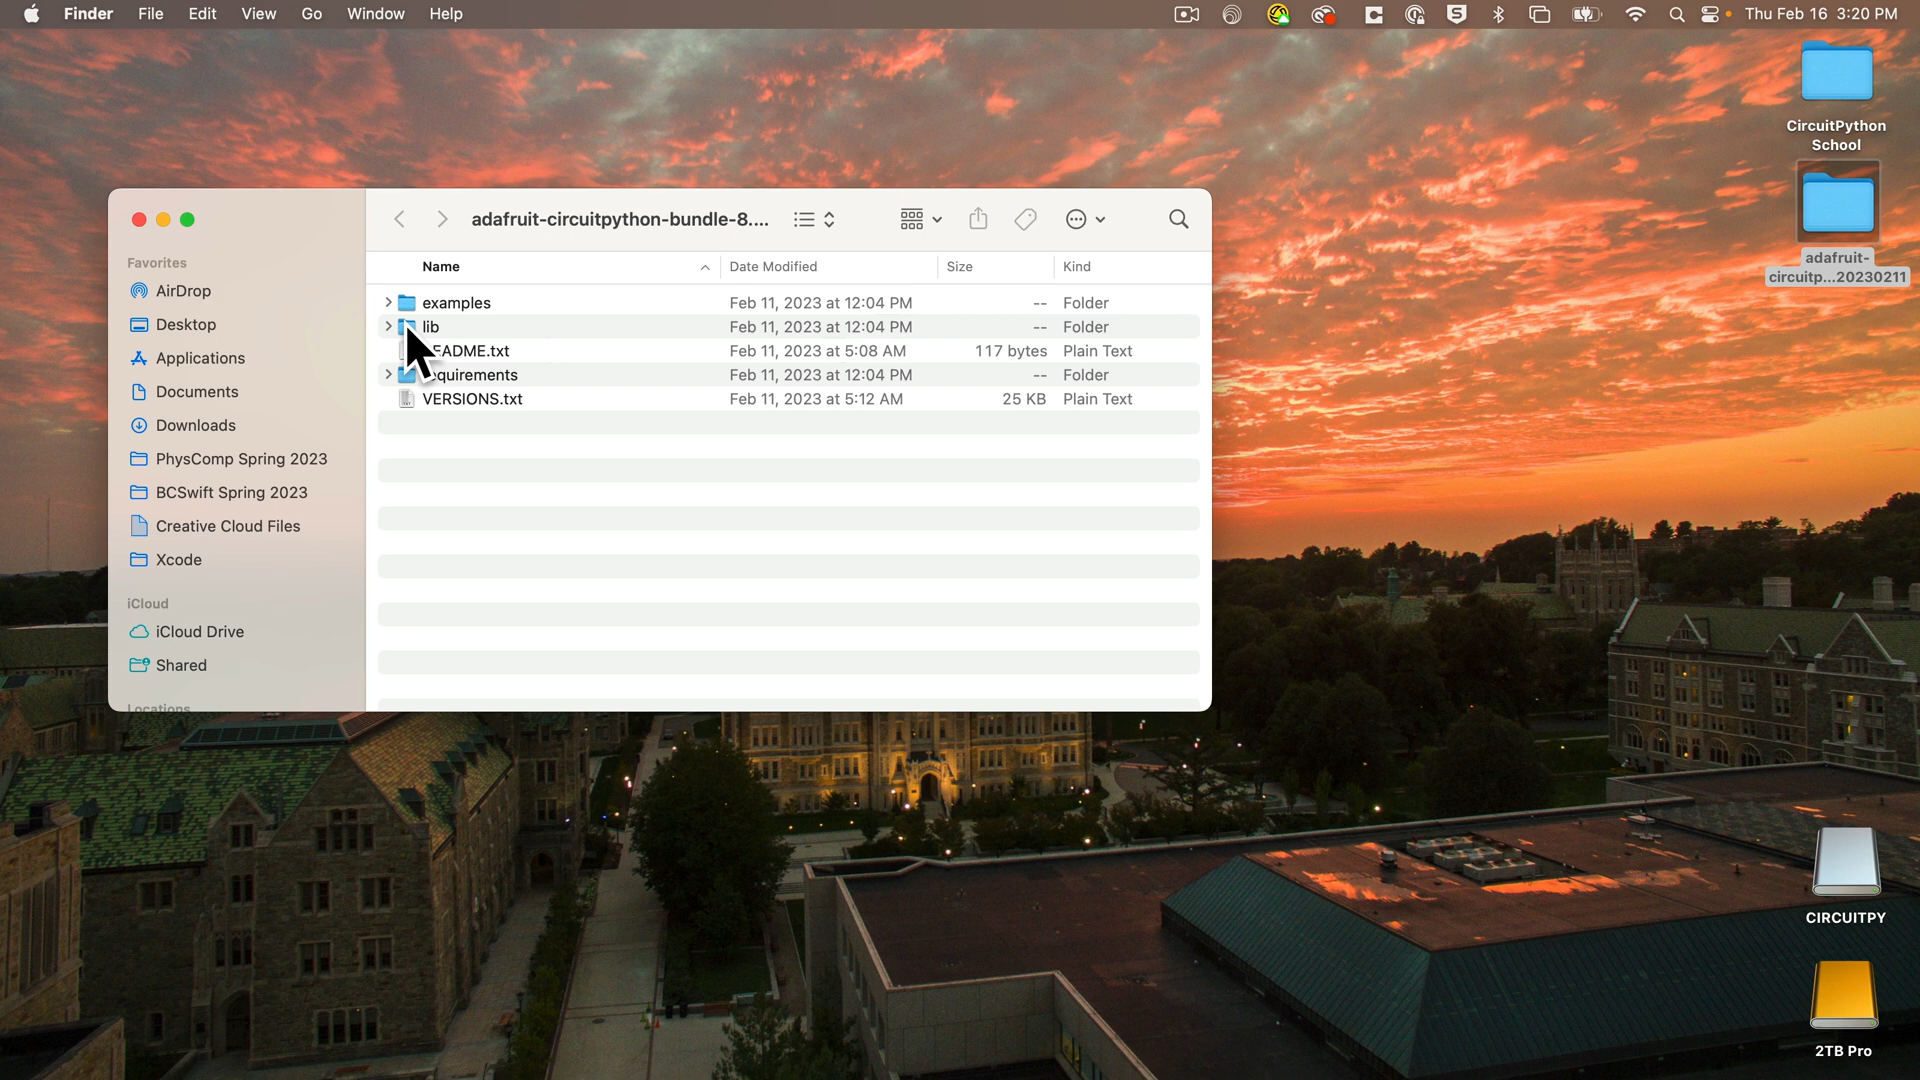 Finder File Edit View Go Window Help
Thu Feb 16 3:20 PM
CircuitPython
School
adafruit-
circuitp...20230211
adafruit-circuitpython-bundle-8....
Favorites
AirDrop
Desktop
Applications
Documents
Downloads
PhysComp Spring 2023
BCSwift Spring 2023
Creative Cloud Files
Xcode
iCloud
iCloud Drive
Shared
Locations
Name Date Modified Size Kind
examples Feb 11, 2023 at 12:04 PM -- Folder
lib Feb 11, 2023 at 12:04 PM -- Folder
EADME.txt Feb 11, 2023 at 5:08 AM 117 bytes Plain Text
quirements Feb 11, 2023 at 12:04 PM -- Folder
VERSIONS.txt Feb 11, 2023 at 5:12 AM 25 KB Plain Text
CIRCUITPY
2TB Pro